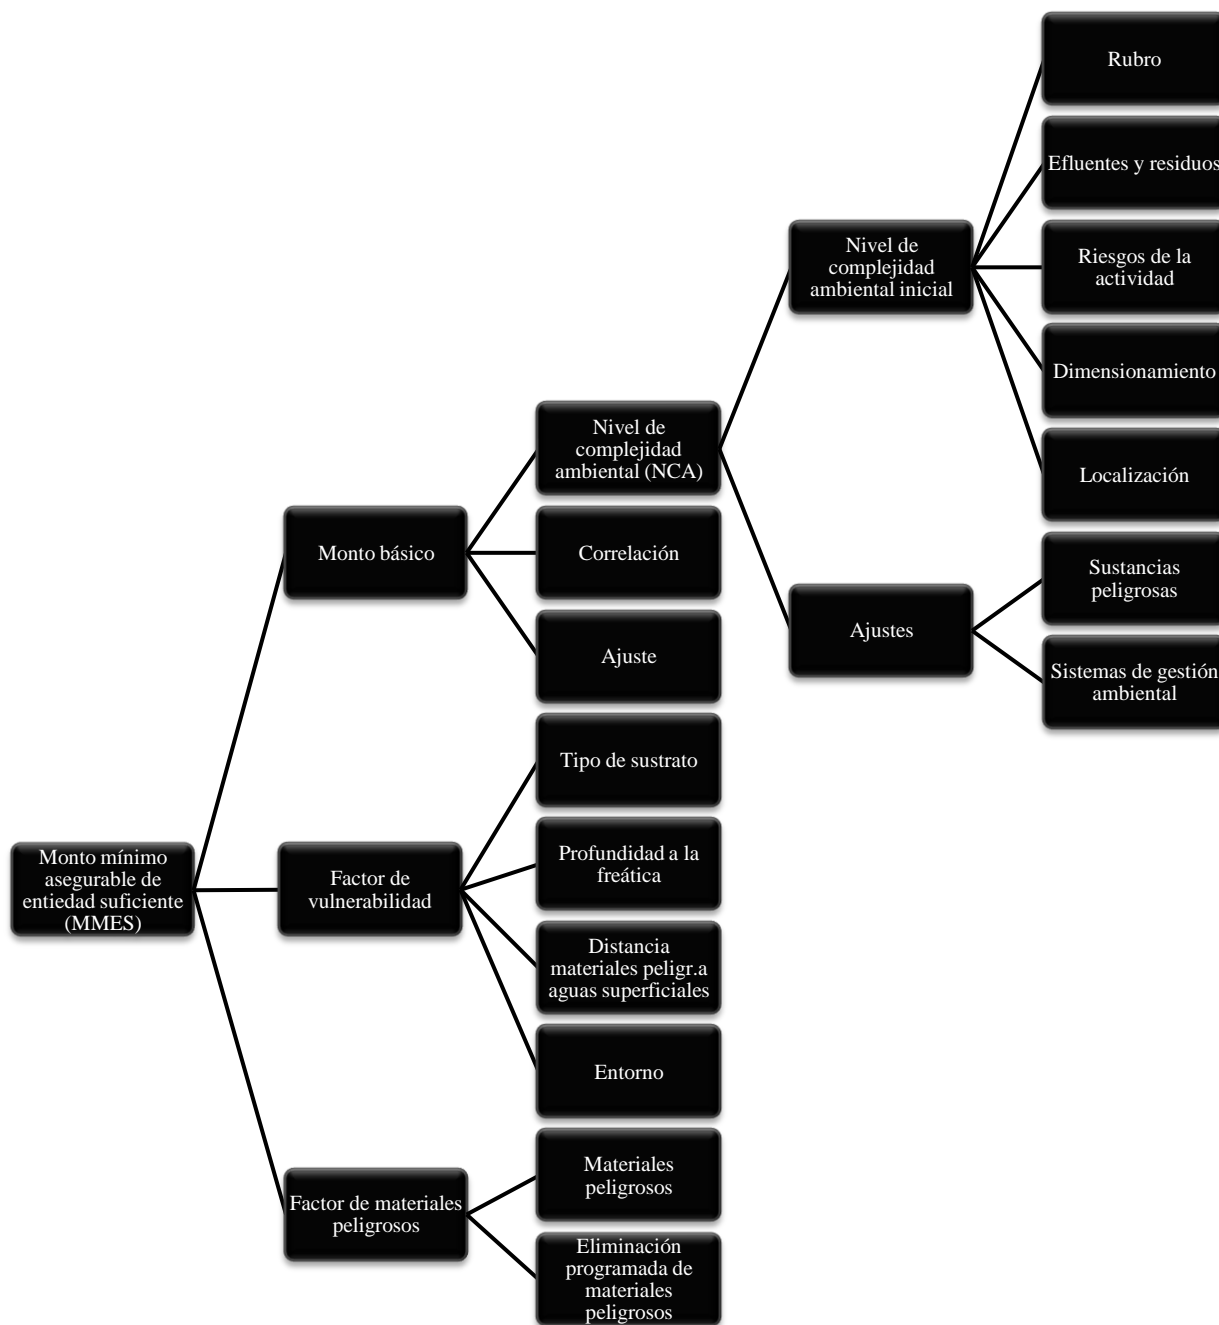 Rubro
Efluentes y residuos
Riesgos de la
actividad
Dimensionamiento
Localización
Sustancias
peligrosas
Sistemas de gestión
ambiental
Nivel de
complejidad
ambiental inicial
Ajustes
Nivel de
complejidad
ambiental (NCA)
Correlación
Ajuste
Tipo de sustrato
Profundidad a la
freática
Distancia
materiales peligr.a
aguas superficiales
Entorno
Materiales
peligrosos
Eliminación
programada de
materiales
peligrosos
Monto básico
Factor de
vulnerabilidad
Factor de materiales
peligrosos
Monto mínimo
asegurable de
entiedad suficiente
(MMES)